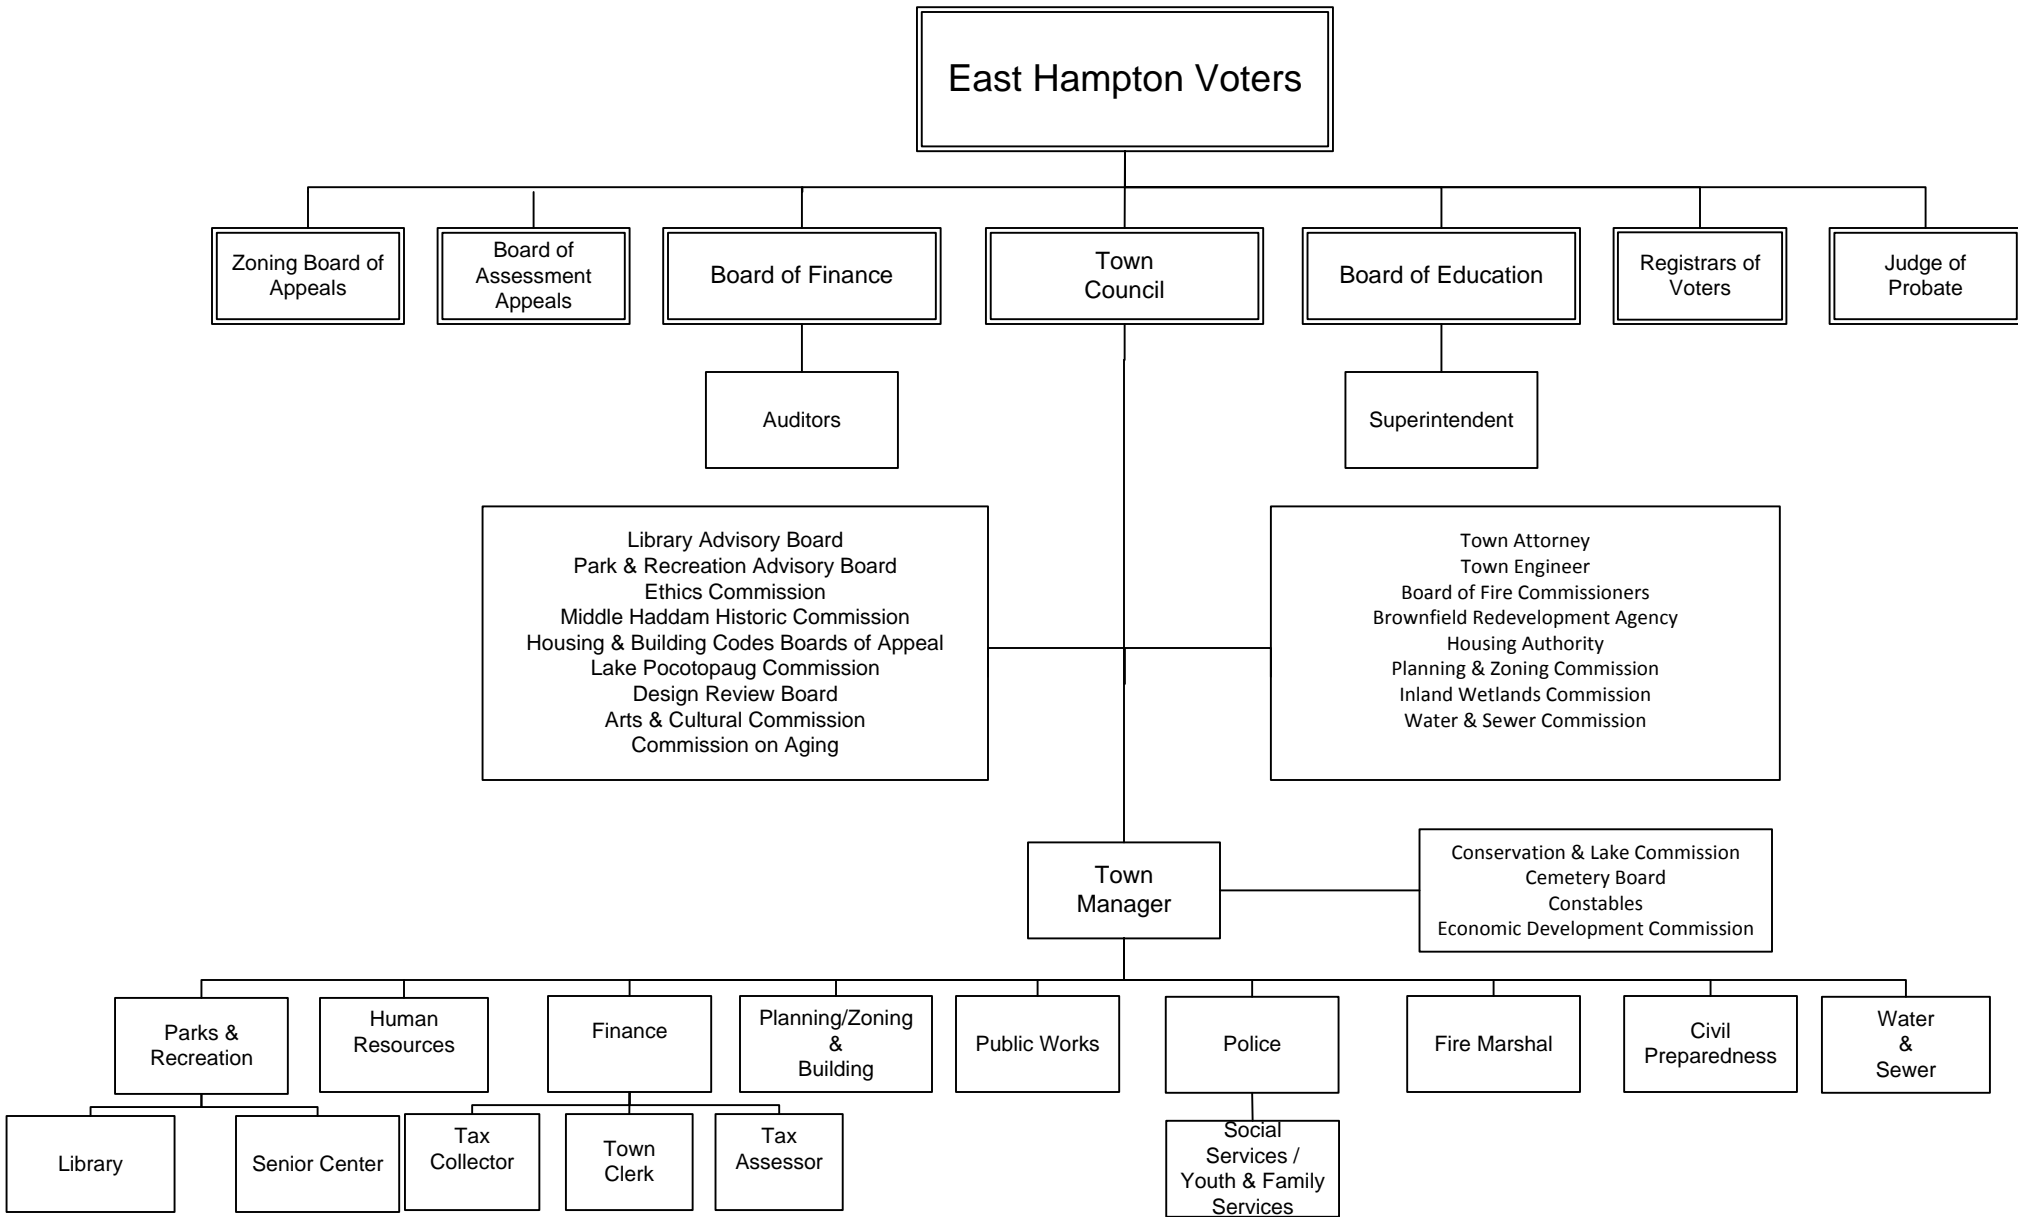 East Hampton Voters
Zoning Board of
Appeals
Board of
Assessment
Appeals
Board of Finance
Town
Council
Board of Education
Registrars of
Voters
Judge of
Probate
Auditors
Superintendent
Library Advisory Board
Park & Recreation Advisory Board
Ethics Commission
Middle Haddam Historic Commission
Housing & Building Codes Boards of Appeal
Lake Pocotopaug Commission
Design Review Board
Arts & Cultural Commission
Commission on Aging
Town Attorney
Town Engineer
Board of Fire Commissioners
Brownfield Redevelopment Agency
Housing Authority
Planning & Zoning Commission
Inland Wetlands Commission
Water & Sewer Commission
Town
Manager
Conservation & Lake Commission
Cemetery Board
Constables
Economic Development Commission
Parks &
Recreation
Human
Resources
Finance
Planning/Zoning
&
Building
Public Works
Police
Fire Marshal
Civil
Preparedness
Water
&
Sewer
Library
Senior Center
Tax
Collector
Town
Clerk
Tax
Assessor
Social
Services /
Youth & Family
Services